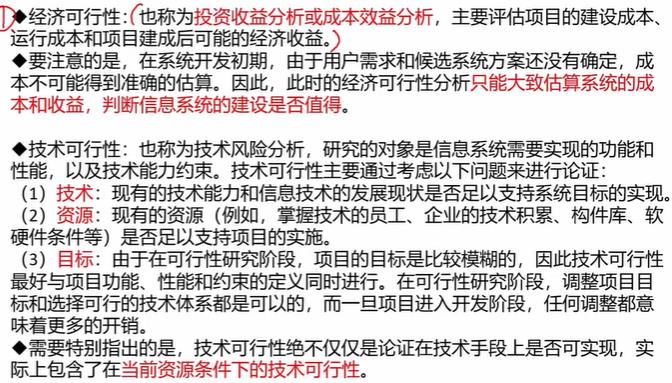 ①◆经济可行性：（也称为投资收益分析或成本效益分析，主要评估项目的建设成本、
运行成本和项目建成后可能的经济收益。）
◆要注意的是，在系统开发初期，由于用户需求和候选系统方案还没有确定，成
本不可能得到准确的估算。因此，此时的经济可行性分析只能大致估算系统的成
本和收益，判断信息系统的建设是否值得。
◆技术可行性：也称为技术风险分析，研究的对象是信息系统需要实现的功能和
性能，以及技术能力约束。技术可行性主要通过考虑以下问题来进行论证：
（1）技术：现有的技术能力和信息技术的发展现状是否足以支持系统目标的实现。
（2）资源：现有的资源（例如，掌握技术的员工、企业的技术积累、构件库、软
硬件条件等）是否足以支持项目的实施。
（3）目标：由于在可行性研究阶段，项目的目标是比较模糊的，因此技术可行性
最好与项目功能、性能和约束的定义同时进行。在可行性研究阶段，调整项目目
标和选择可行的技术体系都是可以的，而一旦项目进入开发阶段，任何调整都意
味着更多的开销。
◆需要特别指出的是，技术可行性绝不仅仅是论证在技术手段上是否可实现，实
际上包含了在当前资源条件下的技术可行性。